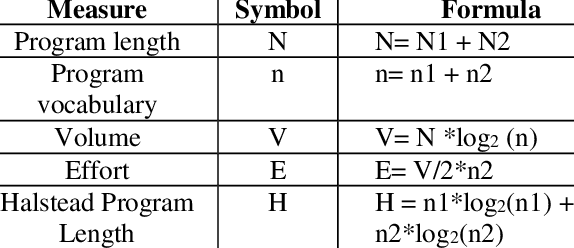 Measure Symbol Formula
Program length N N= N1 + N2
Program n n= n1 + n2
vocabulary
Volume V V= N *log2 (n)
Effort E E= V/2*n2
Halstead Program H H = n1*log2(n1) +
Length n2*log2(n2)